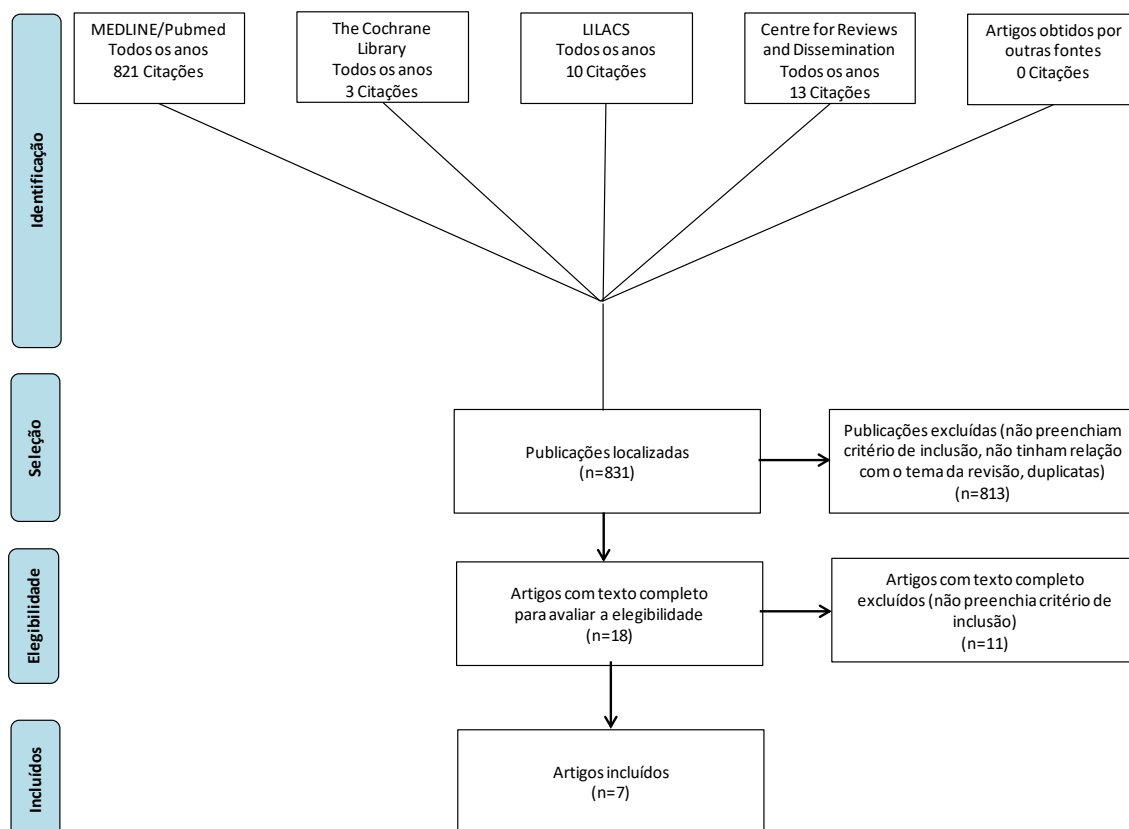 MEDLINE/Pubmed
Todos os anos
821 Citações
The Cochrane
Library
Todos os anos
3 Citações
LILACS
Todos os anos
10 Citações
Centre for Reviews
and Dissemination
Todos os anos
13 Citações
Artigos obtidos por
outras fontes
0 Citações
Identificação
Seleção
Publicações localizadas
(n=831)
Publicações excluídas (não preenchiam
critério de inclusão, não tinham relação
com o tema da revisão, duplicatas)
(n=813)
Elegibilidade
Artigos com texto completo
para avaliar a elegibilidade
(n=18)
Artigos com texto completo
excluídos (não preenchia critério de
inclusão)
(n=11)
Incluídos
Artigos incluídos
(n=7)